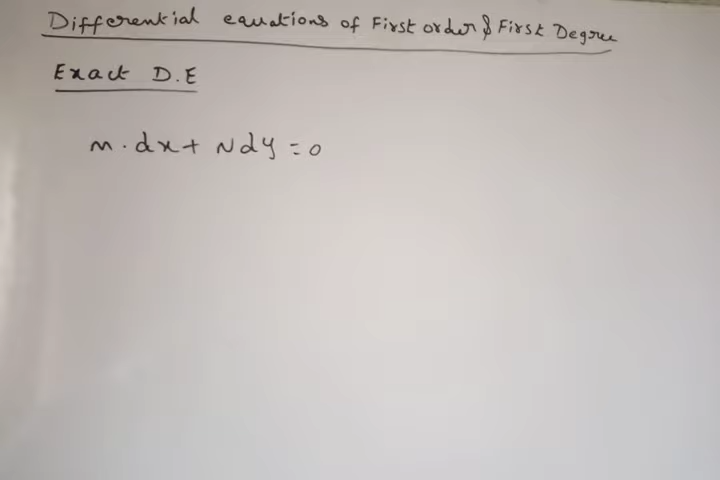 Differential equations of First order & First Degree
Exact D.E
M.dx + Ndy = 0